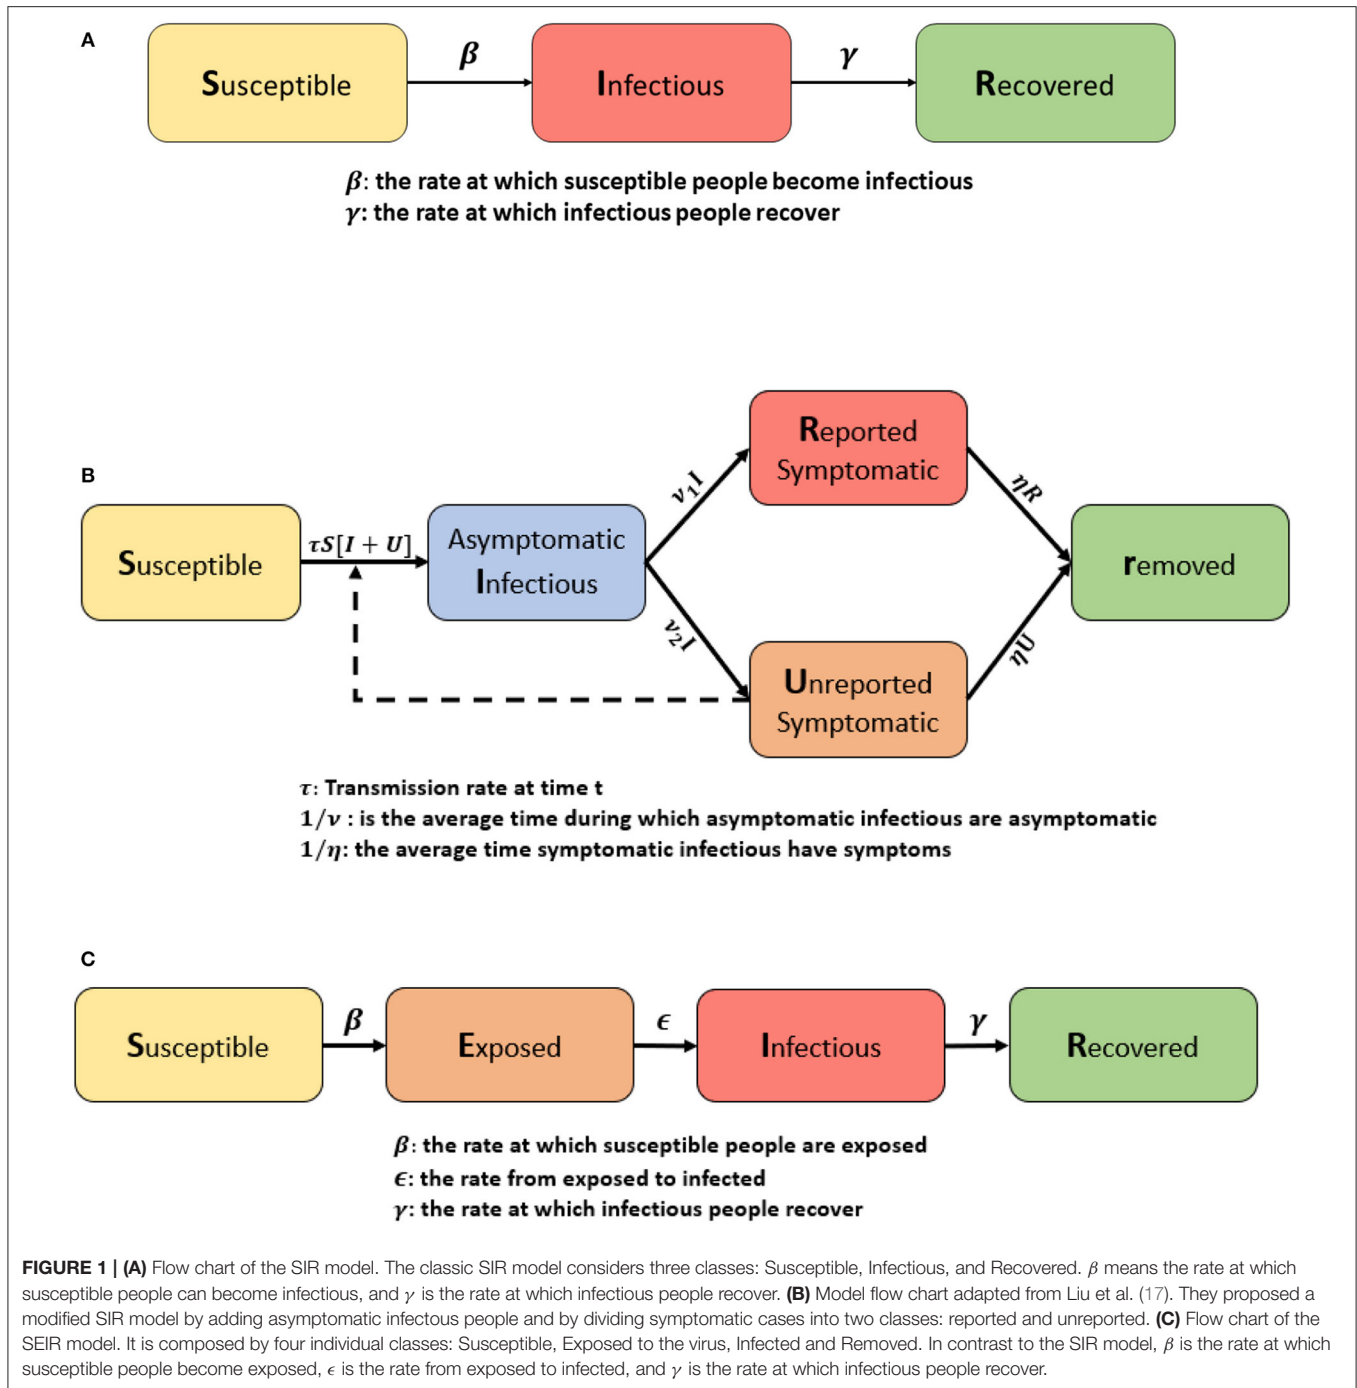 A
Susceptible
β
Infectious
γ
Recovered
β: the rate at which susceptible people become infectious
γ: the rate at which infectious people recover
B
Susceptible
τS[I + U]
Asymptomatic
Infectious
ν₁I
ν₂I
Reported
Symptomatic
Unreported
Symptomatic
ηR
ηU
removed
τ: Transmission rate at time t
1/ν : is the average time during which asymptomatic infectious are asymptomatic
1/η: the average time symptomatic infectious have symptoms
C
Susceptible
β
Exposed
ϵ
Infectious
γ
Recovered
β: the rate at which susceptible people are exposed
ϵ: the rate from exposed to infected
γ: the rate at which infectious people recover
FIGURE 1 | (A) Flow chart of the SIR model. The classic SIR model considers three classes: Susceptible, Infectious, and Recovered. β means the rate at which
susceptible people can become infectious, and γ is the rate at which infectious people recover. (B) Model flow chart adapted from Liu et al. (17). They proposed a
modified SIR model by adding asymptomatic infectous people and by dividing symptomatic cases into two classes: reported and unreported. (C) Flow chart of the
SEIR model. It is composed by four individual classes: Susceptible, Exposed to the virus, Infected and Removed. In contrast to the SIR model, β is the rate at which
susceptible people become exposed, ϵ is the rate from exposed to infected, and γ is the rate at which infectious people recover.